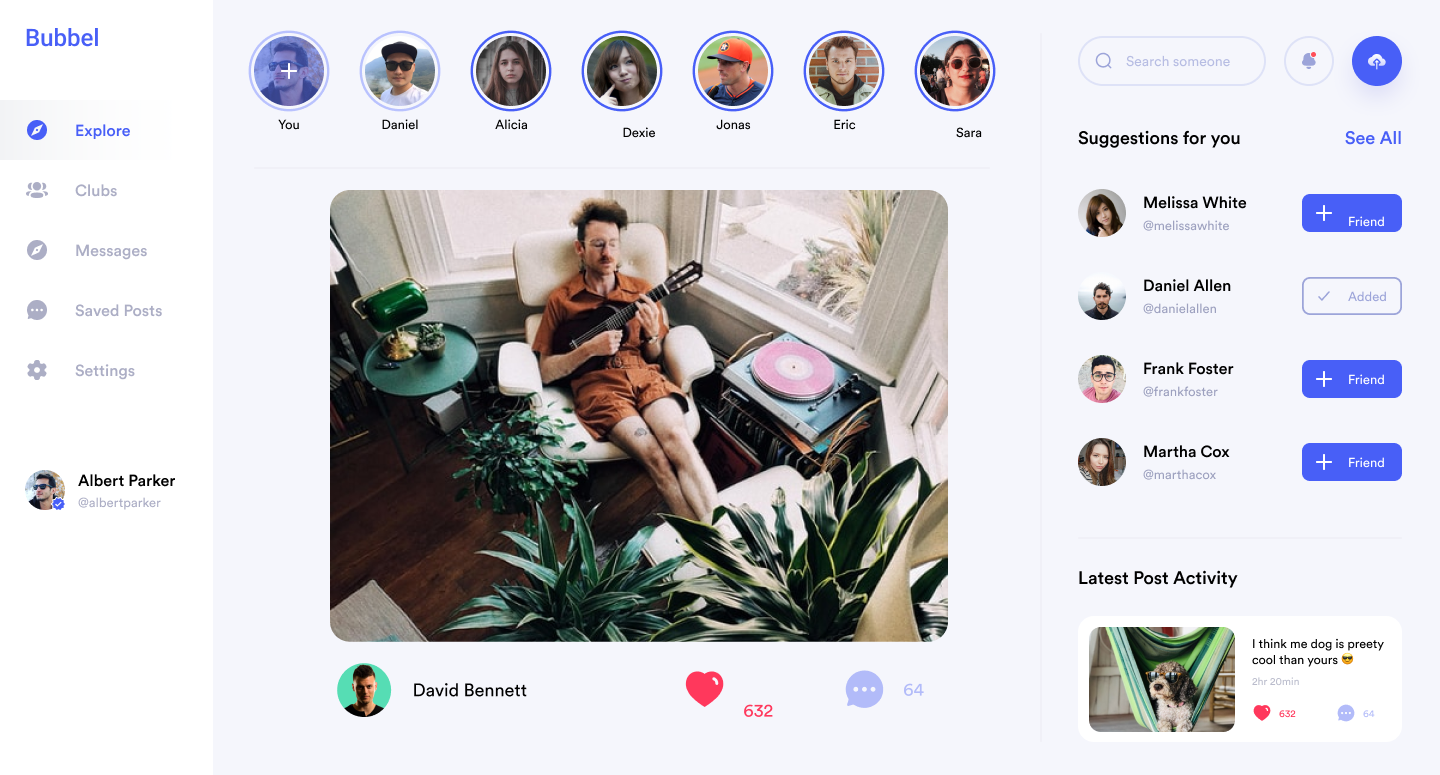 Bubbel
Explore
Clubs
Messages
Saved Posts
Settings
Albert Parker
@albertparker
You
Daniel
Alicia
Dexie
Jonas
Eric
Sara
David Bennett
632
64
Search someone
Suggestions for you
See All
Melissa White
@melissawhite
Friend
Daniel Allen
@danielallen
Added
Frank Foster
@frankfoster
Friend
Martha Cox
@marthacox
Friend
Latest Post Activity
I think me dog is preety
cool than yours 😎
2hr 20min
632
64